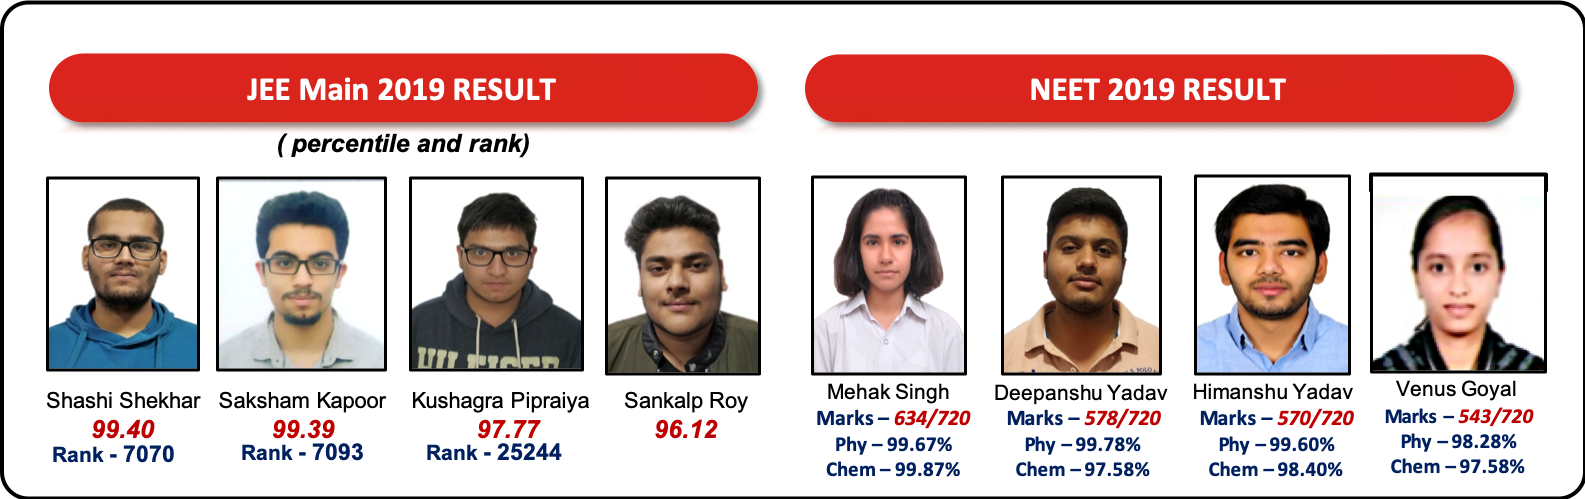 JEE Main 2019 RESULT
( percentile and rank)
Shashi Shekhar
99.40
Rank - 7070
Saksham Kapoor
99.39
Rank - 7093
Kushagra Pipraiya
97.77
Rank - 25244
HILFIGER
Sankalp Roy
96.12
NEET 2019 RESULT
Mehak Singh
Marks – 634/720
Phy – 99.67%
Chem – 99.87%
Deepanshu Yadav
Marks – 578/720
Phy – 99.78%
Chem – 97.58%
Himanshu Yadav
Marks – 570/720
Phy – 99.60%
Chem – 98.40%
Venus Goyal
Marks – 543/720
Phy – 98.28%
Chem – 97.58%